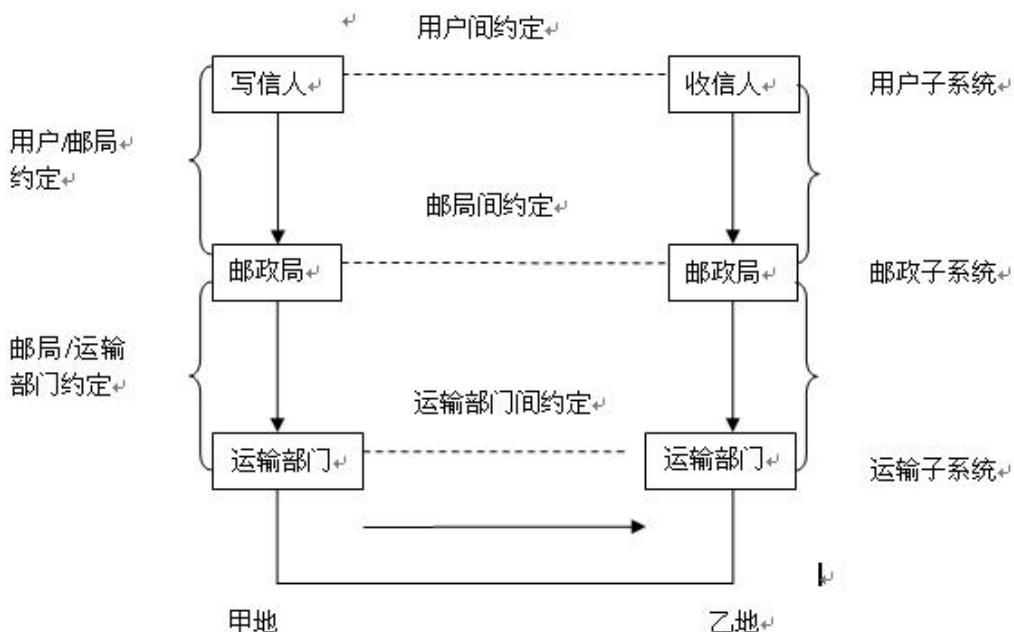 用户间约定
写信人
收信人
用户子系统
用户/邮局
约定
邮局间约定
邮政局
邮政局
邮政子系统
邮局/运输
部门约定
运输部门间约定
运输部门
运输部门
运输子系统
甲地
乙地